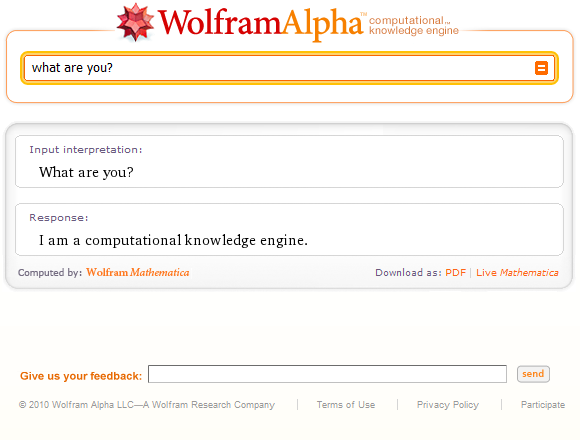 WolframAlpha™ computational™
knowledge engine
what are you?
Input interpretation:
What are you?
Response:
I am a computational knowledge engine.
Computed by: Wolfram Mathematica Download as: PDF | Live Mathematica
Give us your feedback: send
© 2010 Wolfram Alpha LLC—A Wolfram Research Company | Terms of Use | Privacy Policy | Participate